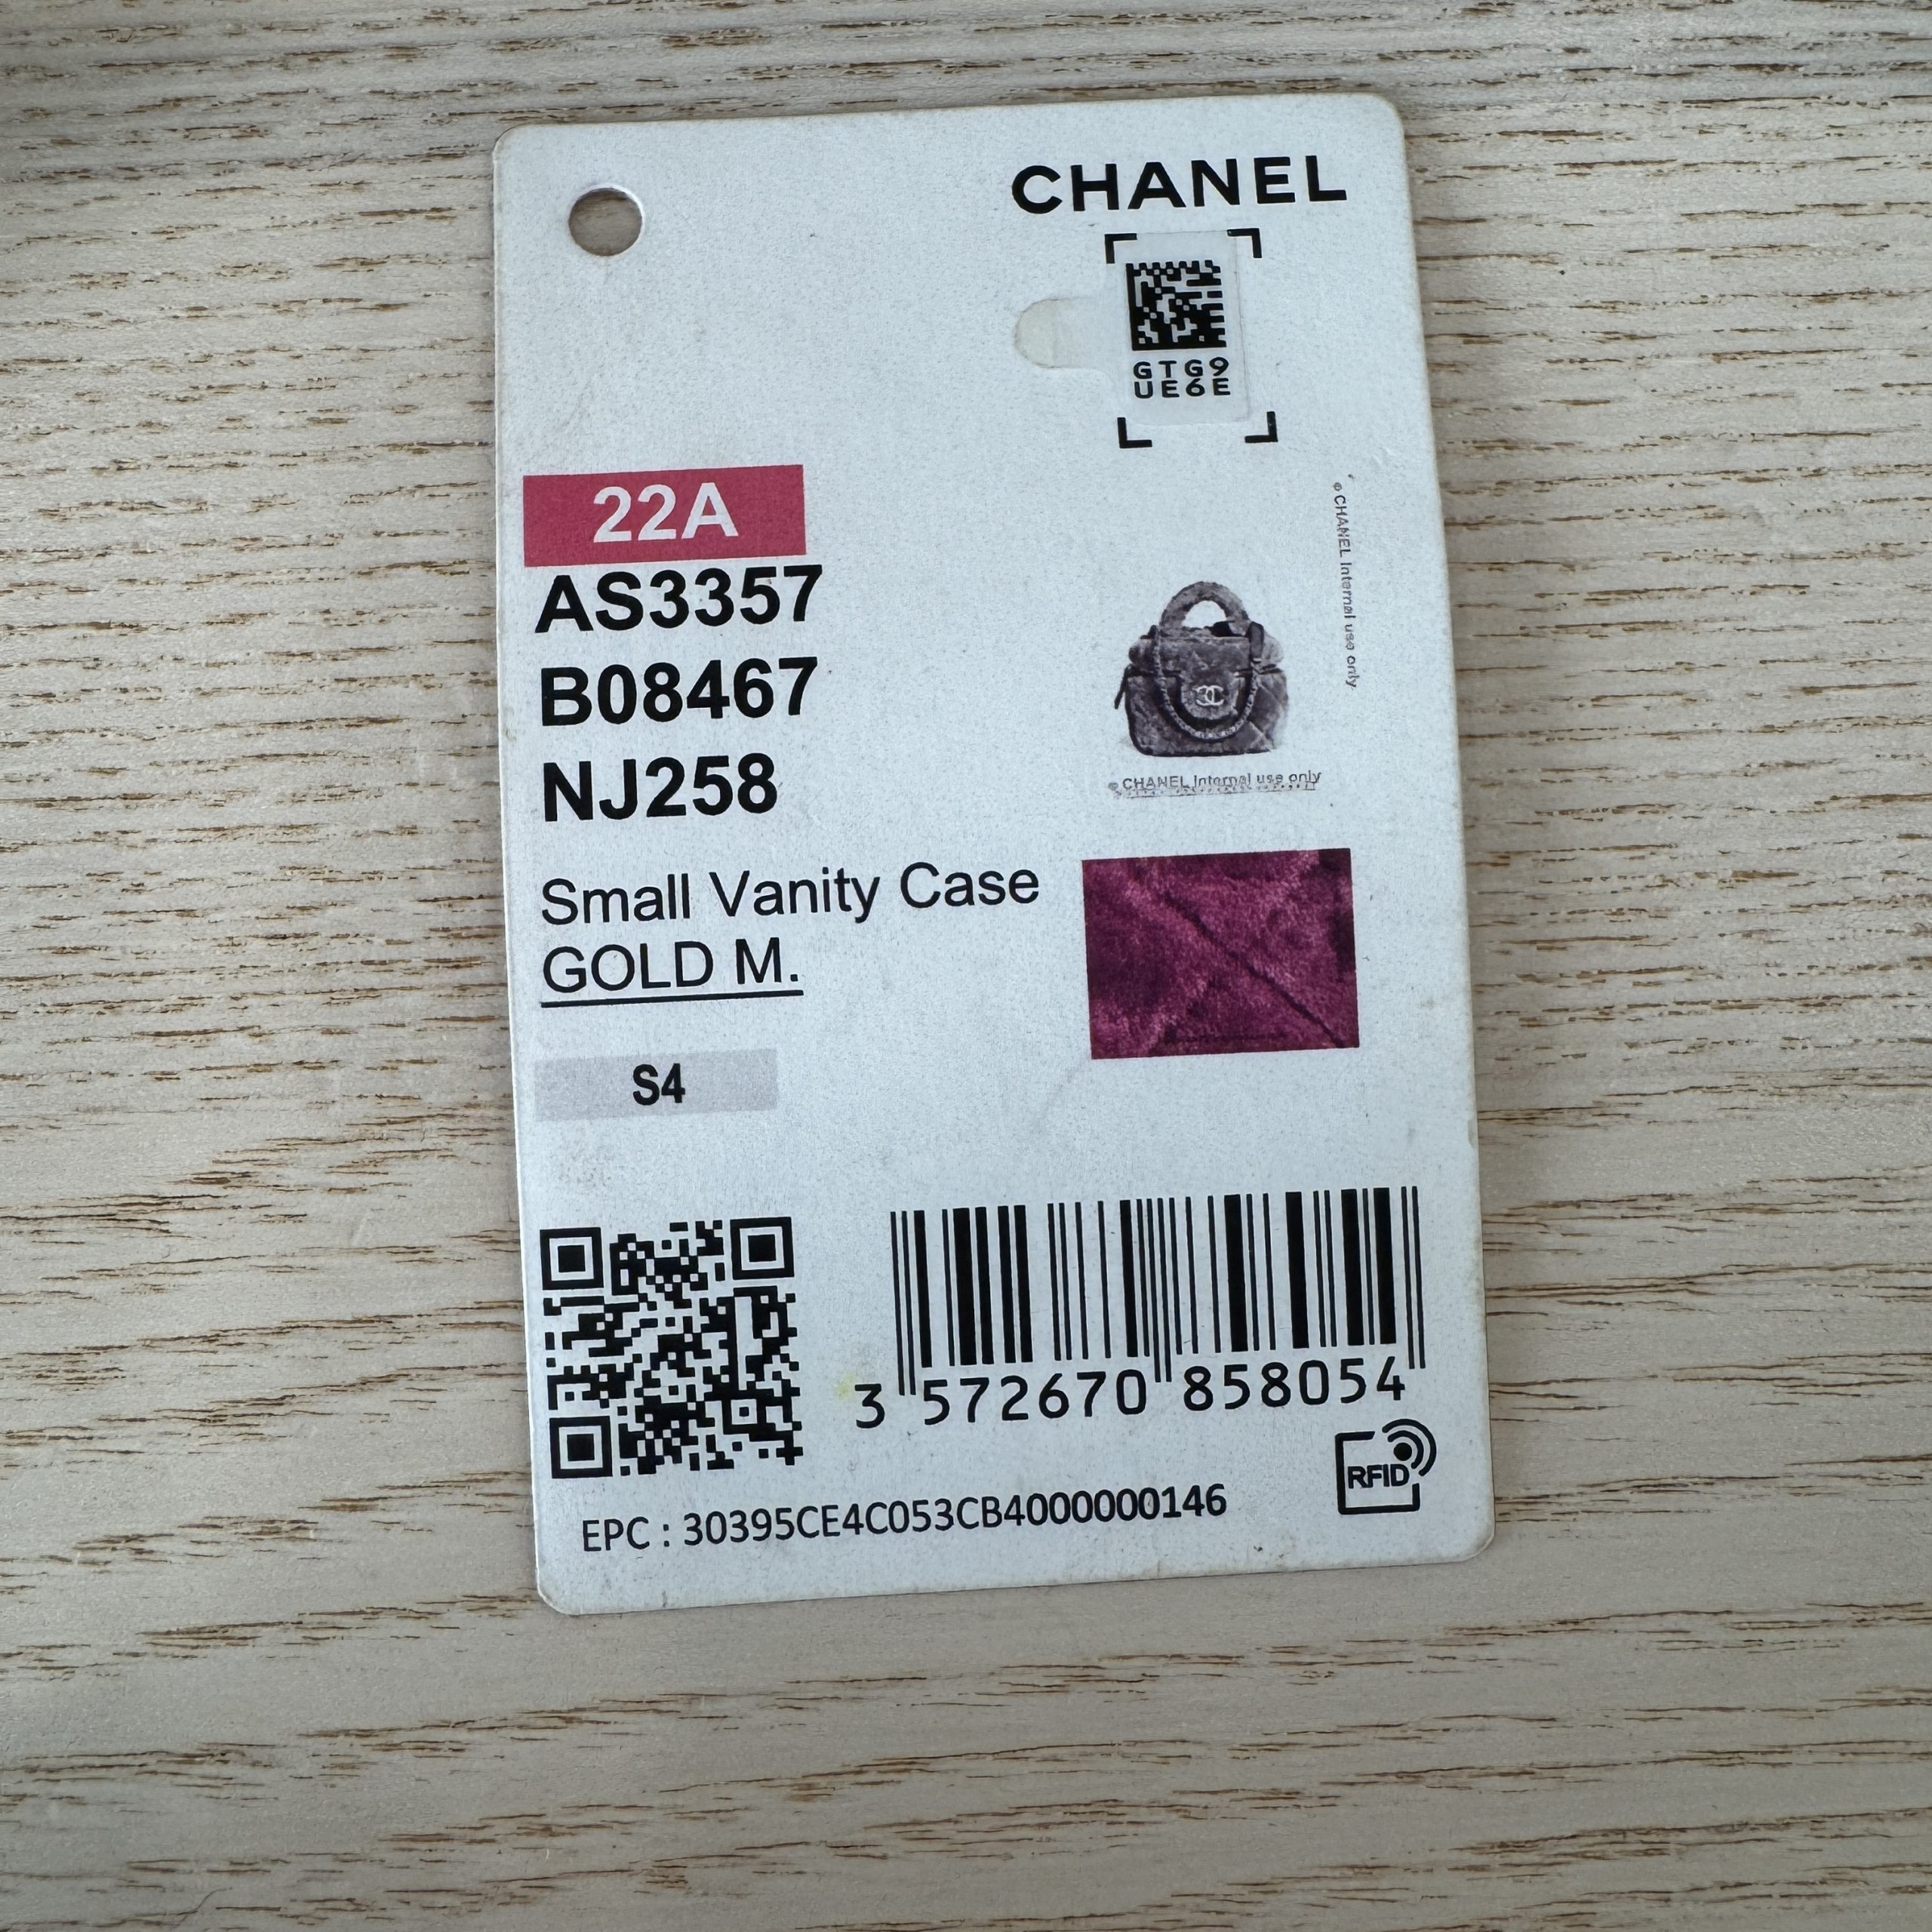 CHANEL
GTG9
UE6E
22A
AS3357
B08467
NJ258
© CHANEL Internal use only
© CHANEL Internal use only
Small Vanity Case
GOLD M.
S4
3 572670 858054
RFID
EPC : 30395CE4C053CB4000000146